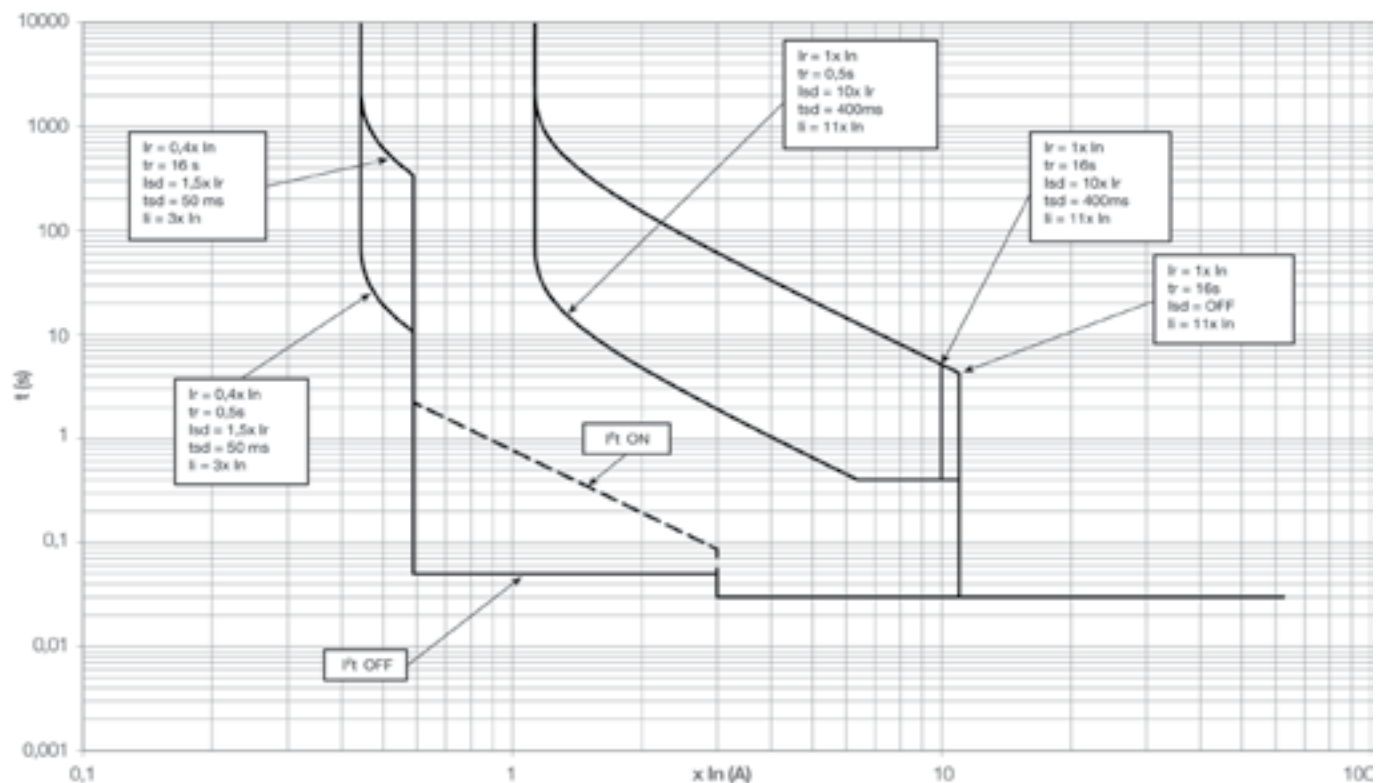 10000
1000
100
10
1
0,1
0,01
0,001
t (s)
0,1
1
10
100
x In (A)
Ir = 0,4x In
tr = 16 s
Isd = 1,5x Ir
tsd = 50 ms
Ii = 3x In
Ir = 0,4x In
tr = 0,5s
Isd = 1,5x Ir
tsd = 50 ms
Ii = 3x In
Ir = 1x In
tr = 0,5s
Isd = 10x Ir
tsd = 400ms
Ii = 11x In
Ir = 1x In
tr = 16s
Isd = 10x Ir
tsd = 400ms
Ii = 11x In
Ir = 1x In
tr = 16s
Isd = OFF
Ii = 11x In
I²t ON
I²t OFF